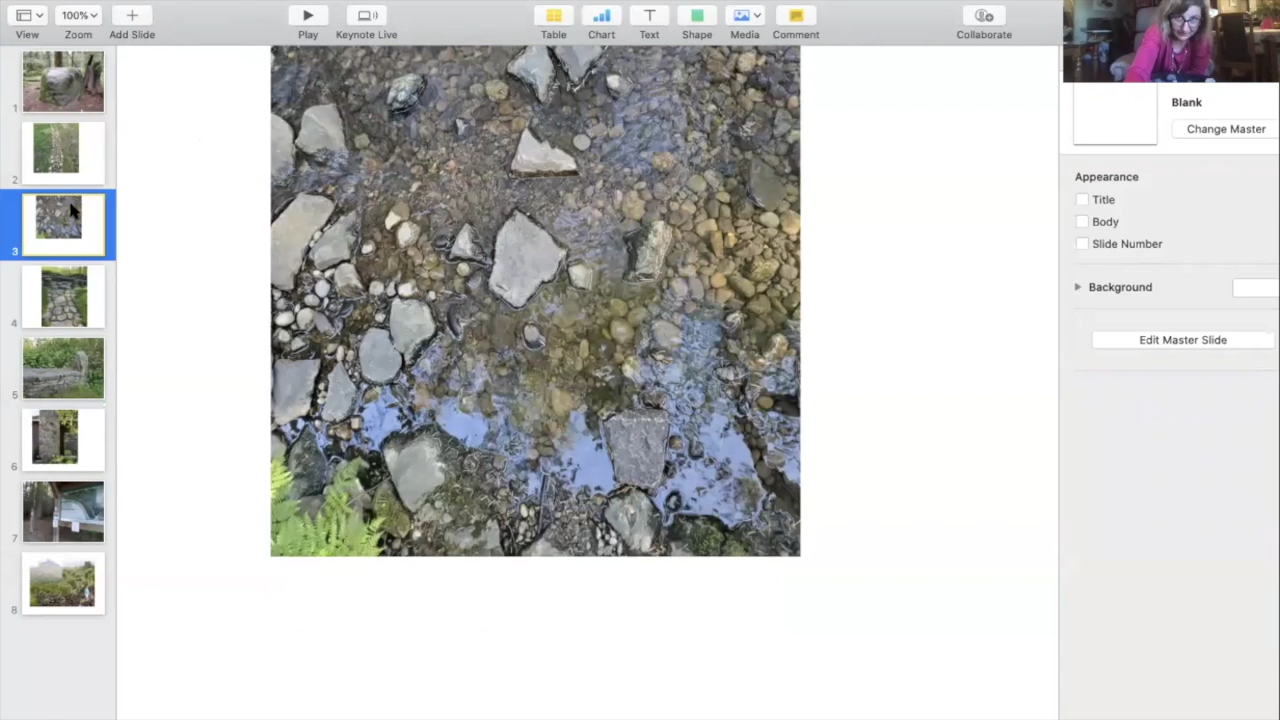 100%
View
Zoom
Add Slide
Play
Keynote Live
Table
Chart
Text
Shape
Media
Comment
Collaborate
1
2
3
4
5
6
7
8
Blank
Change Master
Appearance
Title
Body
Slide Number
Background
Edit Master Slide